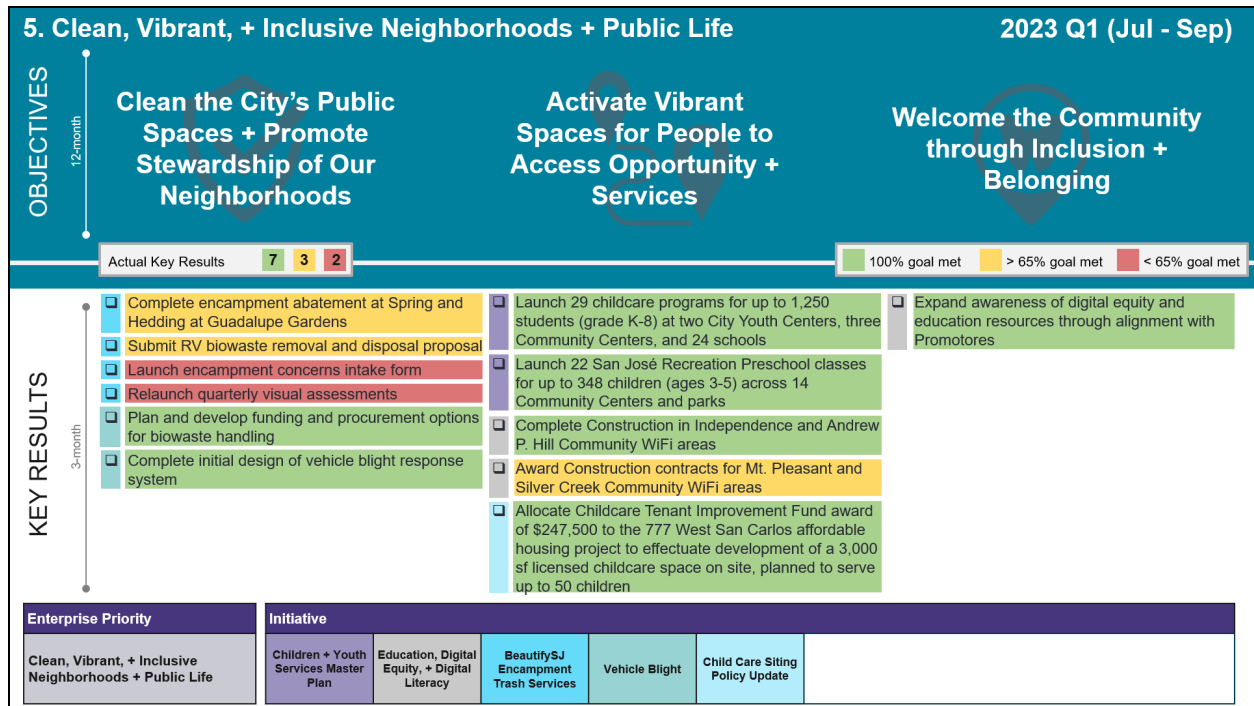 5. Clean, Vibrant, + Inclusive Neighborhoods + Public Life
2023 Q1 (Jul - Sep)
OBJECTIVES
12-month
Clean the City's Public
Spaces + Promote
Stewardship of Our
Neighborhoods
Activate Vibrant
Spaces for People to
Access Opportunity +
Services
Welcome the Community
through Inclusion +
Belonging
Actual Key Results 7 3 2
100% goal met > 65% goal met < 65% goal met
KEY RESULTS
3-month
Complete encampment abatement at Spring and
Hedding at Guadalupe Gardens
Submit RV biowaste removal and disposal proposal
Launch encampment concerns intake form
Relaunch quarterly visual assessments
Plan and develop funding and procurement options
for biowaste handling
Complete initial design of vehicle blight response
system
Launch 29 childcare programs for up to 1,250
students (grade K-8) at two City Youth Centers, three
Community Centers, and 24 schools
Launch 22 San José Recreation Preschool classes
for up to 348 children (ages 3-5) across 14
Community Centers and parks
Complete Construction in Independence and Andrew
P. Hill Community WiFi areas
Award Construction contracts for Mt. Pleasant and
Silver Creek Community WiFi areas
Allocate Childcare Tenant Improvement Fund award
of $247,500 to the 777 West San Carlos affordable
housing project to effectuate development of a 3,000
sf licensed childcare space on site, planned to serve
up to 50 children
Expand awareness of digital equity and
education resources through alignment with
Promotores
Enterprise Priority
Clean, Vibrant, + Inclusive
Neighborhoods + Public Life
Initiative
Children + Youth
Services Master
Plan
Education, Digital
Equity, + Digital
Literacy
BeautifySJ
Encampment
Trash Services
Vehicle Blight
Child Care Siting
Policy Update